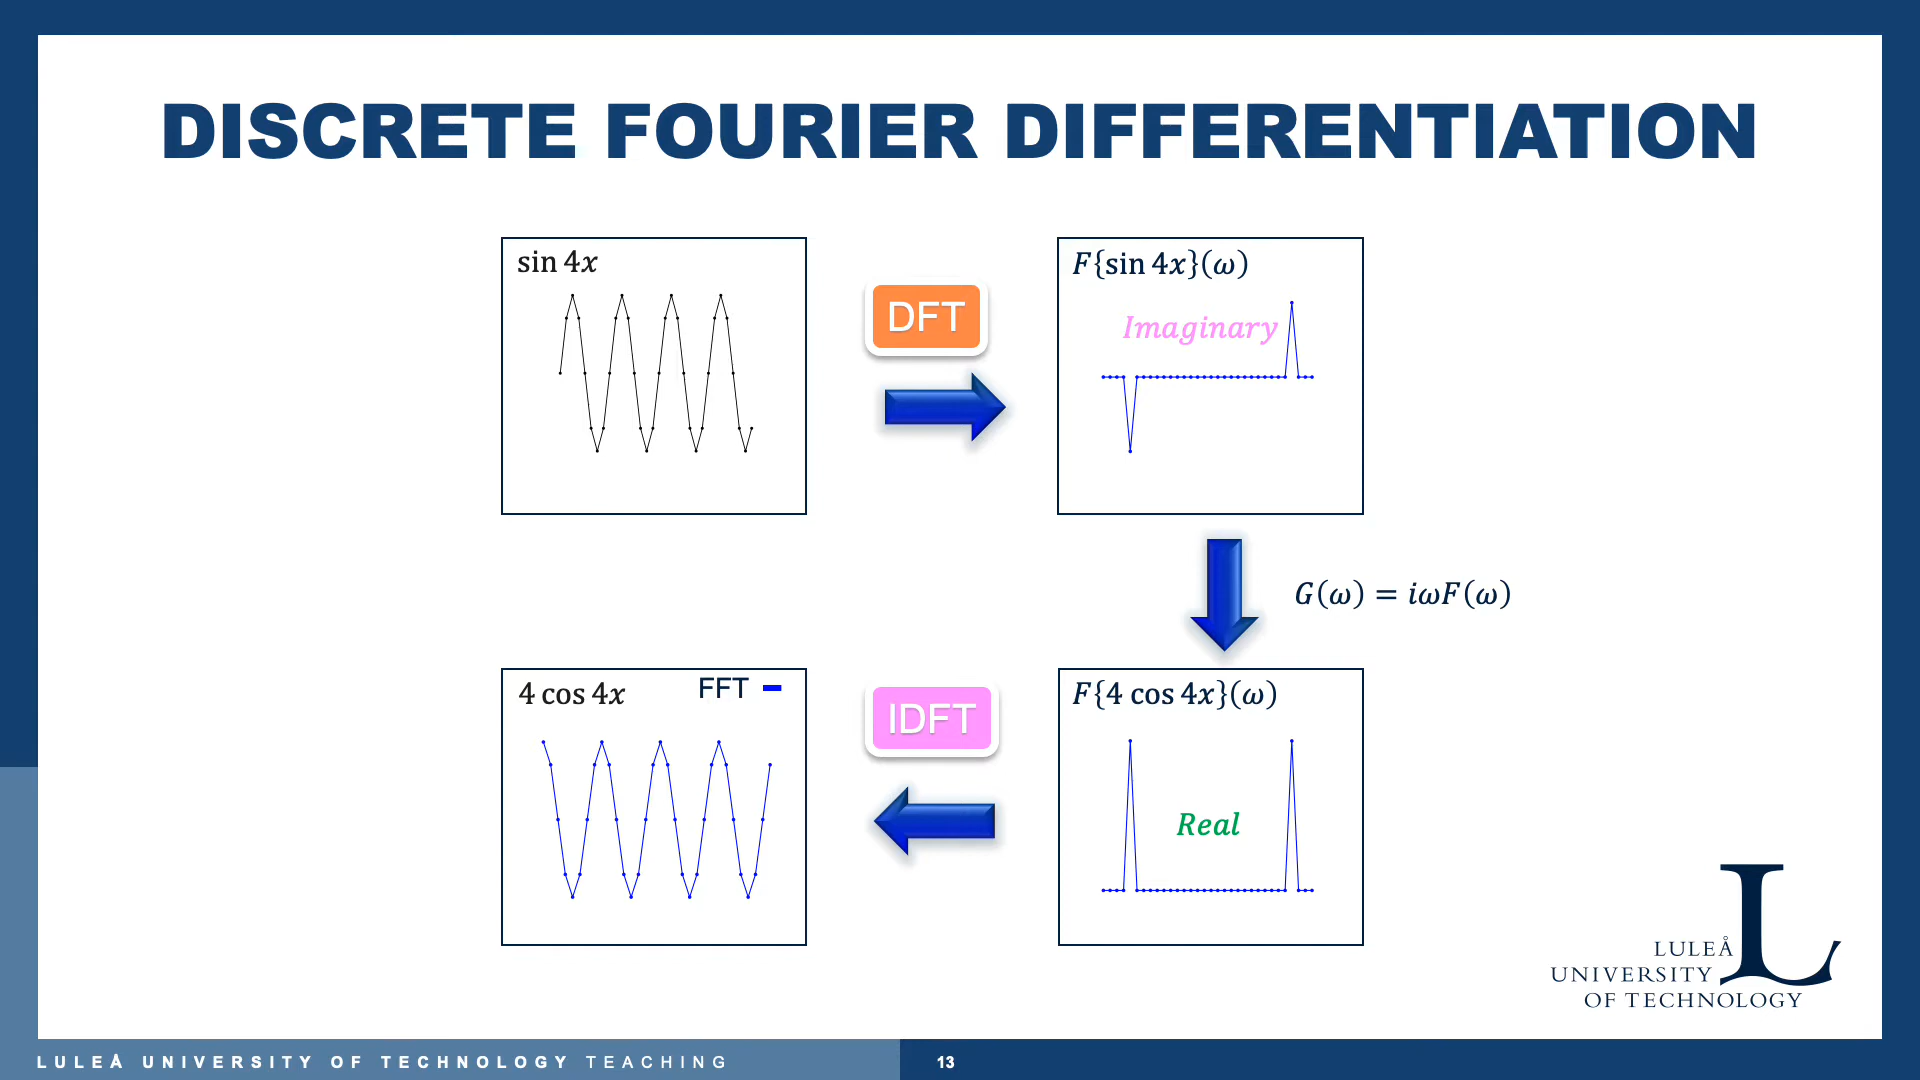 DISCRETE FOURIER DIFFERENTIATION
sin 4x
DFT
F{sin 4x}(ω)
Imaginary
G(ω) = iωF(ω)
4 cos 4x
FFT
IDFT
F{4 cos 4x}(ω)
Real
LULEÅ
UNIVERSITY
OF TECHNOLOGY
L
LULEÅ UNIVERSITY OF TECHNOLOGY TEACHING
13